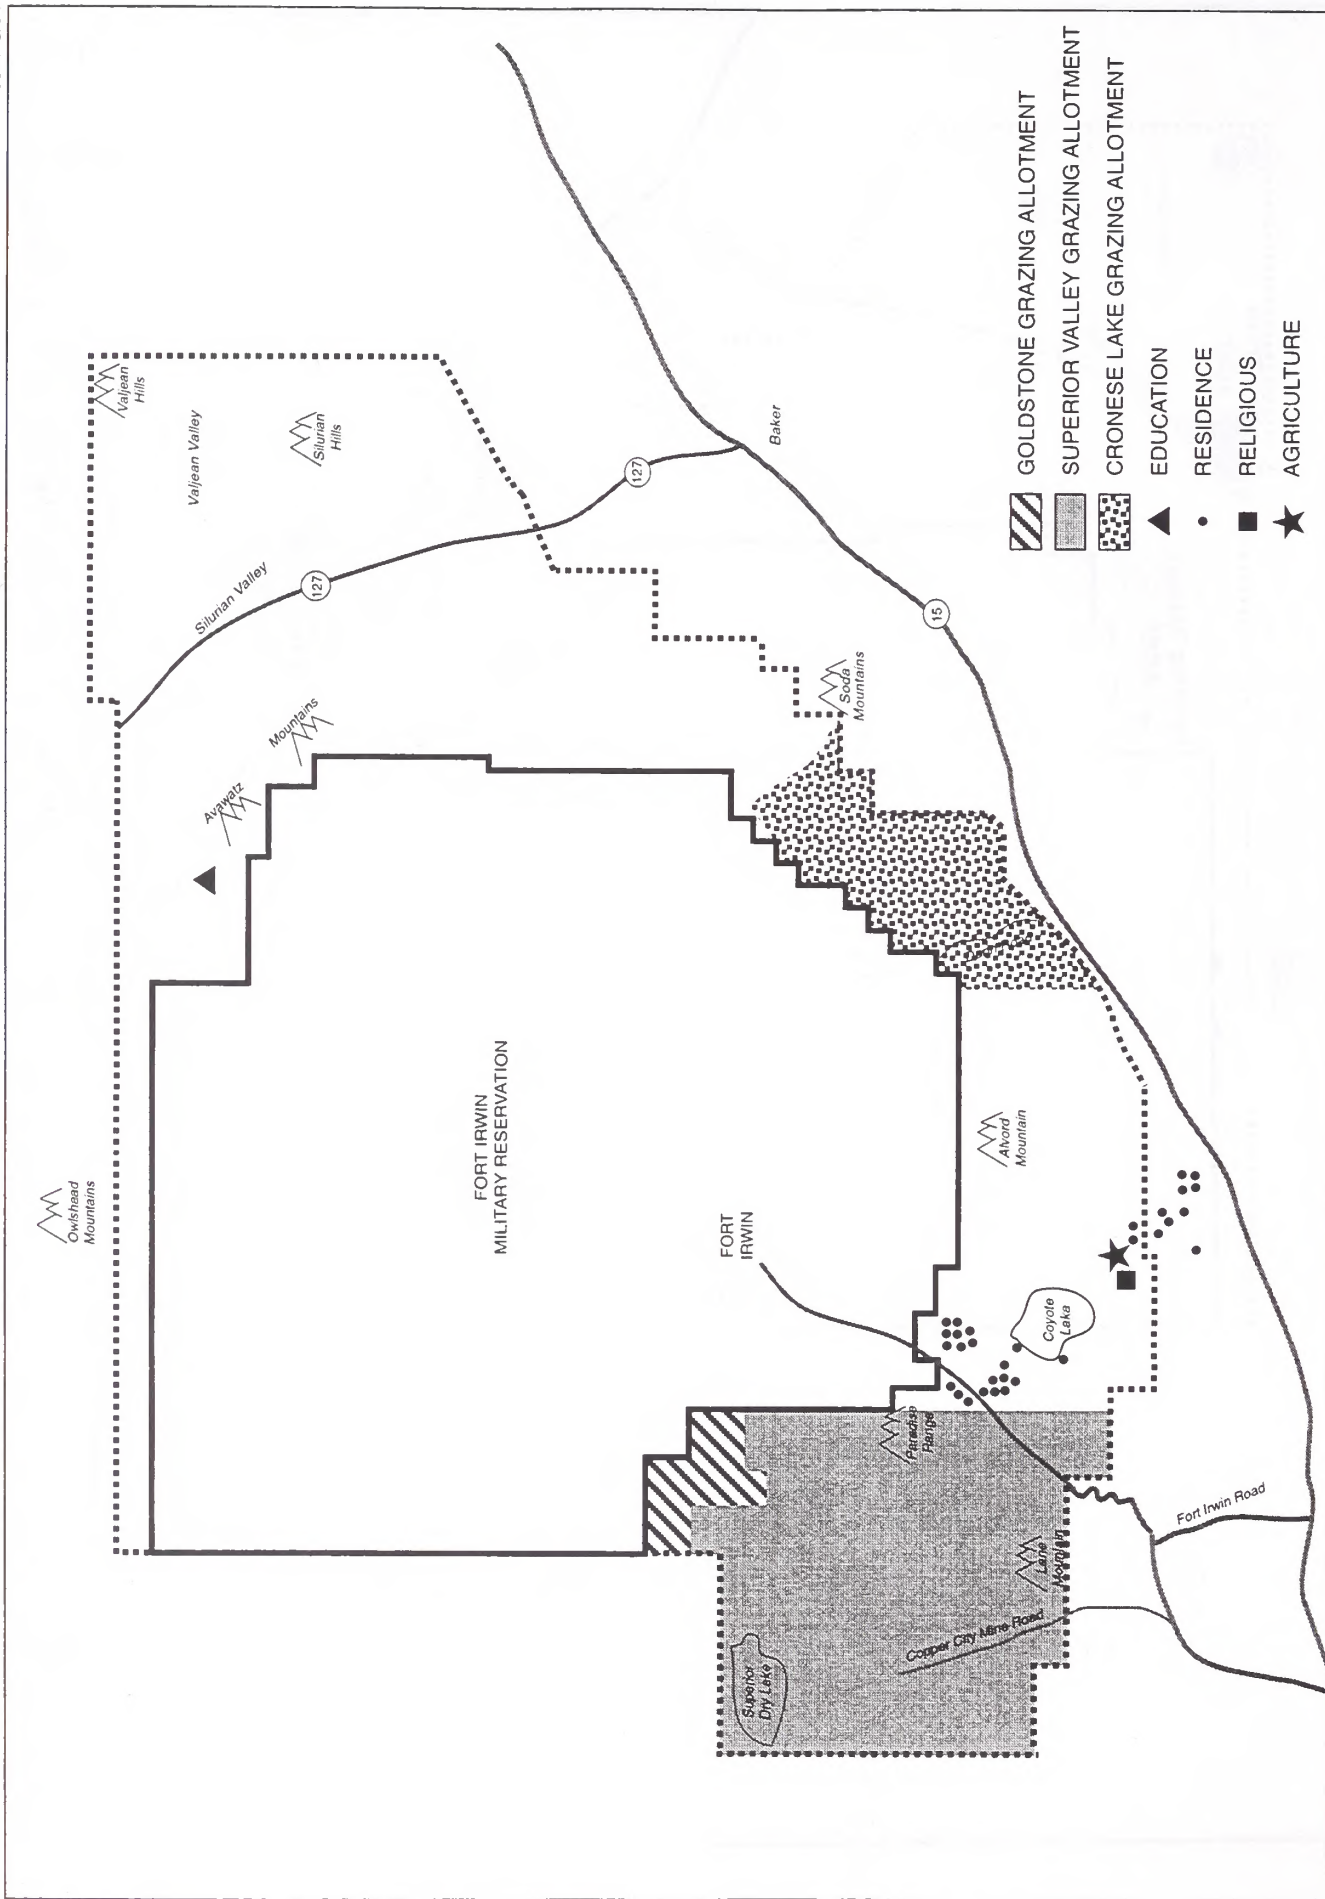 Owlshead
Mountains
Avawatz
Mountains
Silurian Valley
127
Valjean Valley
Valjean
Hills
Silurian
Hills
127
Baker
15
Soda
Mountains
FORT IRWIN
MILITARY RESERVATION
FORT
IRWIN
Alvord
Mountain
Coyote
Lake
Paradise
Range
Superior
Dry Lake
Copper City Mine Road
Lane
Mountain
Fort Irwin Road
GOLDSTONE GRAZING ALLOTMENT
SUPERIOR VALLEY GRAZING ALLOTMENT
CRONESE LAKE GRAZING ALLOTMENT
EDUCATION
RESIDENCE
RELIGIOUS
AGRICULTURE